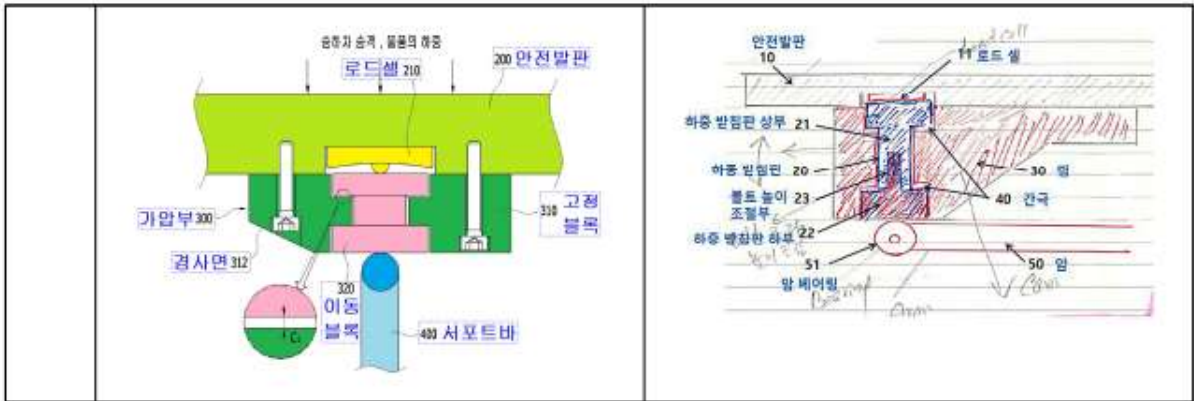 승하차 승객, 물품의 하중
로드셀 210
200 안전발판
가압부 300
310 고정
블록
경사면 312
320
이동
블록
C₁
400 서포트바
안전발판
10
11 로드 셀
하중 받침판 상부 21
하중 받침판 20
볼트 높이 23
조절부
22
하중 받침판 하부
30 캠
40 간극
51
암 베어링
50 암
Bearing
Arm
Cam